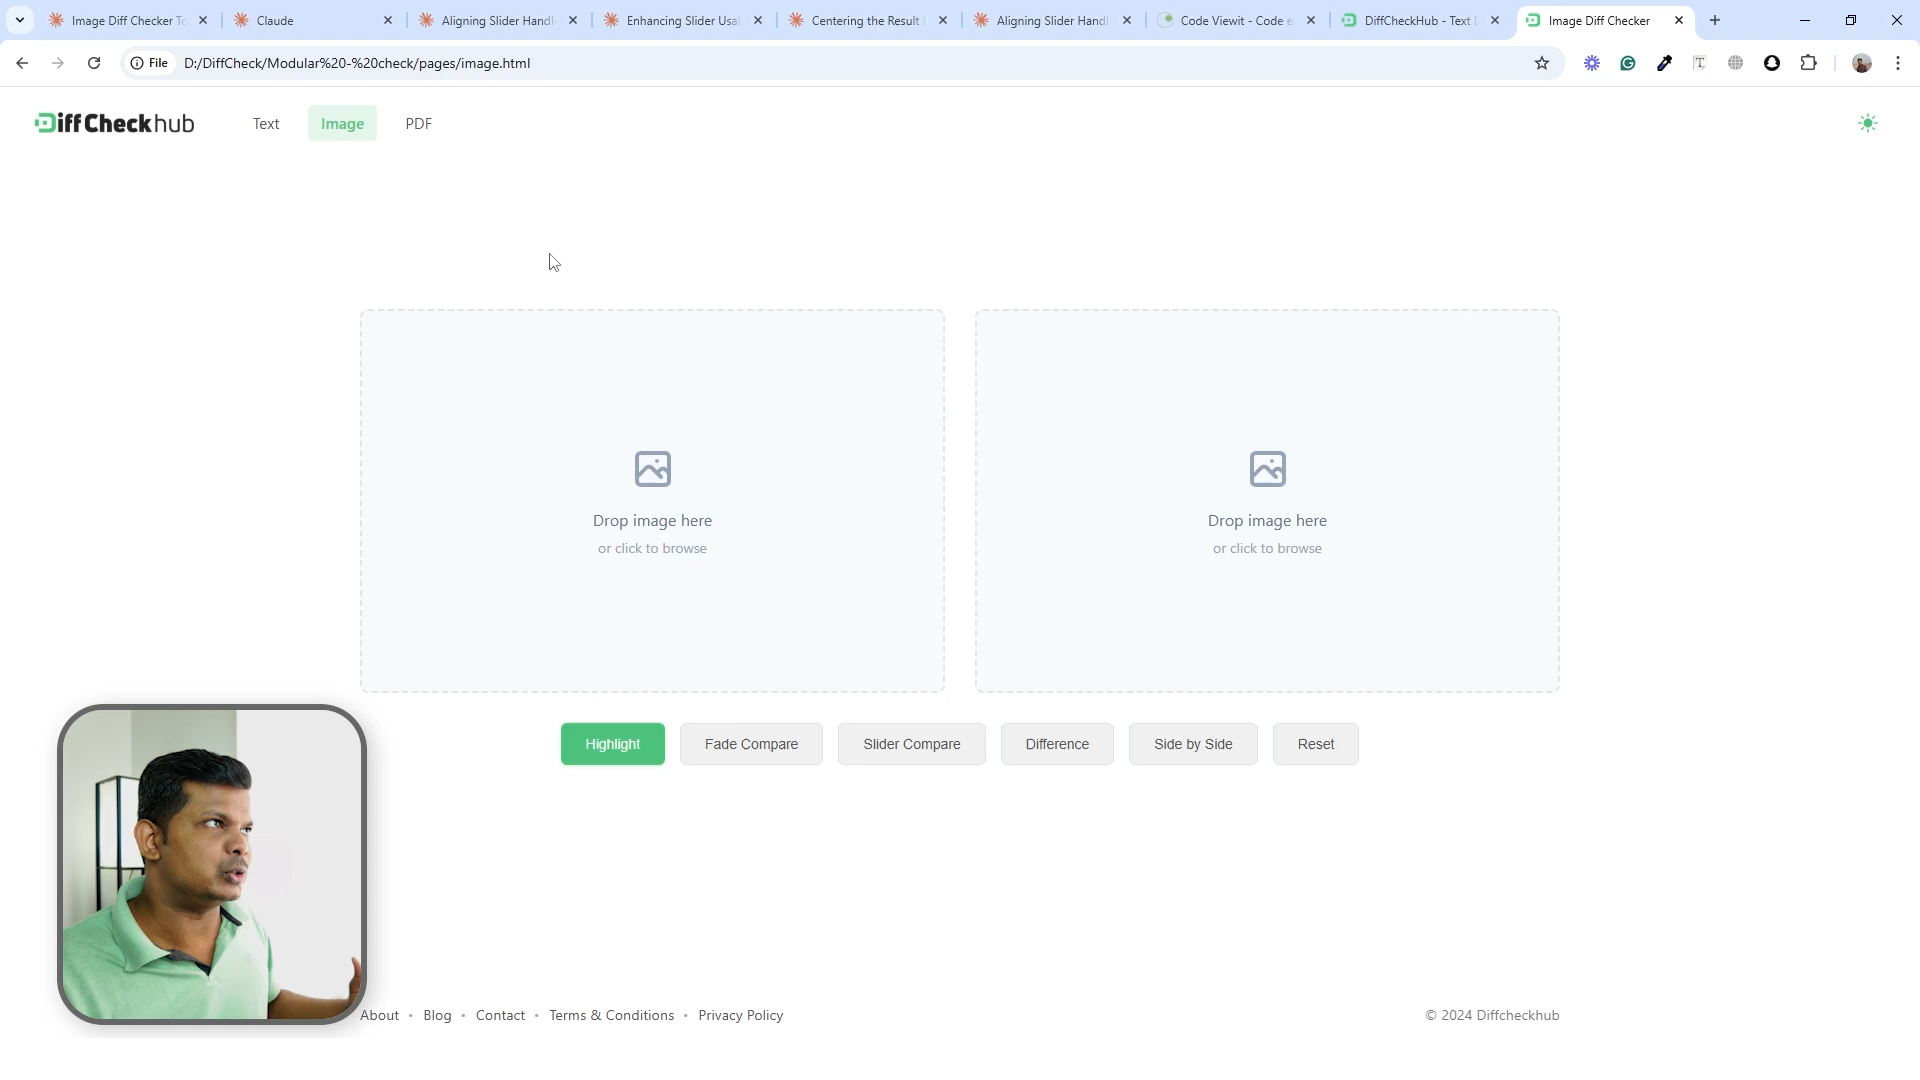 Image Diff Checker To
Claude
Aligning Slider Handl
Enhancing Slider Usa
Centering the Result
Aligning Slider Handl
Code Viewit - Code e
DiffCheckHub - Text D
Image Diff Checker
File
D:/DiffCheck/Modular%20-%20check/pages/image.html
DiffCheckhub
Text
Image
PDF
Drop image here
or click to browse
Drop image here
or click to browse
Highlight
Fade Compare
Slider Compare
Difference
Side by Side
Reset
About • Blog • Contact • Terms & Conditions • Privacy Policy
© 2024 Diffcheckhub